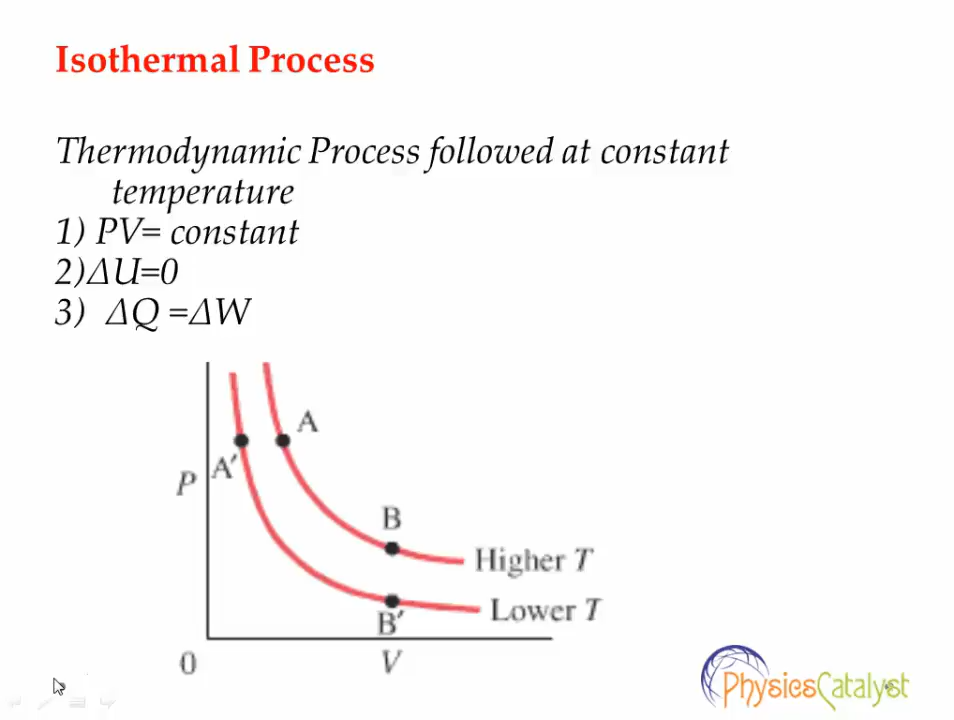 Isothermal Process
Thermodynamic Process followed at constant
temperature
1) PV= constant
2)ΔU=0
3) ΔQ =ΔW
A
A′
P
B
Higher T
Lower T
B′
0
V
PhysicsCatalyst